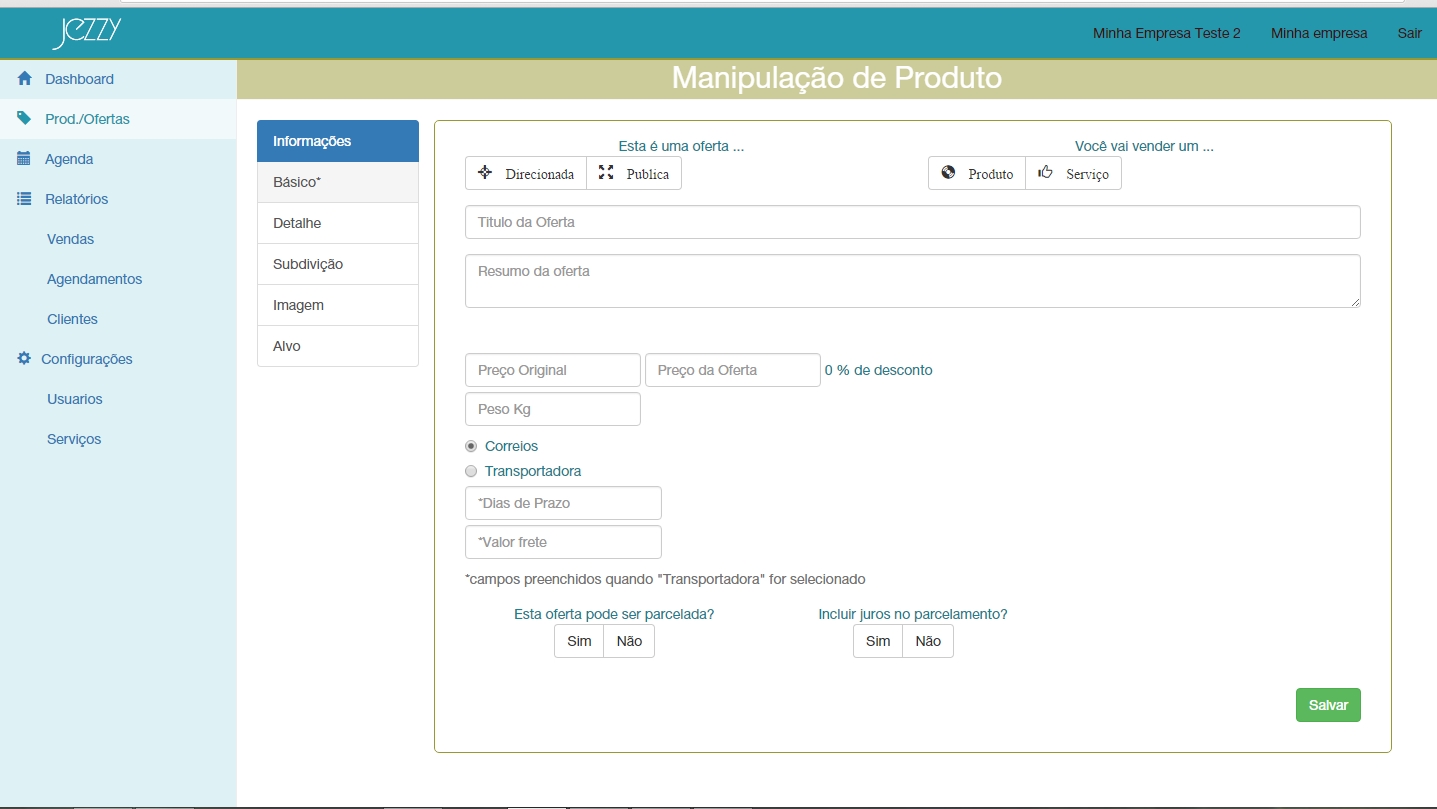 Jezzy
Minha Empresa Teste 2 Minha empresa Sair
Manipulação de Produto
Dashboard
Prod./Ofertas
Agenda
Relatórios
Vendas
Agendamentos
Clientes
Configurações
Usuarios
Serviços
Informações
Básico*
Detalhe
Subdivição
Imagem
Alvo
Esta é uma oferta ...
Direcionada Publica
Você vai vender um ...
Produto Serviço
Titulo da Oferta
Resumo da oferta
Preço Original Preço da Oferta 0 % de desconto
Peso Kg
Correios
Transportadora
*Dias de Prazo
*Valor frete
*campos preenchidos quando "Transportadora" for selecionado
Esta oferta pode ser parcelada?
Sim Não
Incluir juros no parcelamento?
Sim Não
Salvar